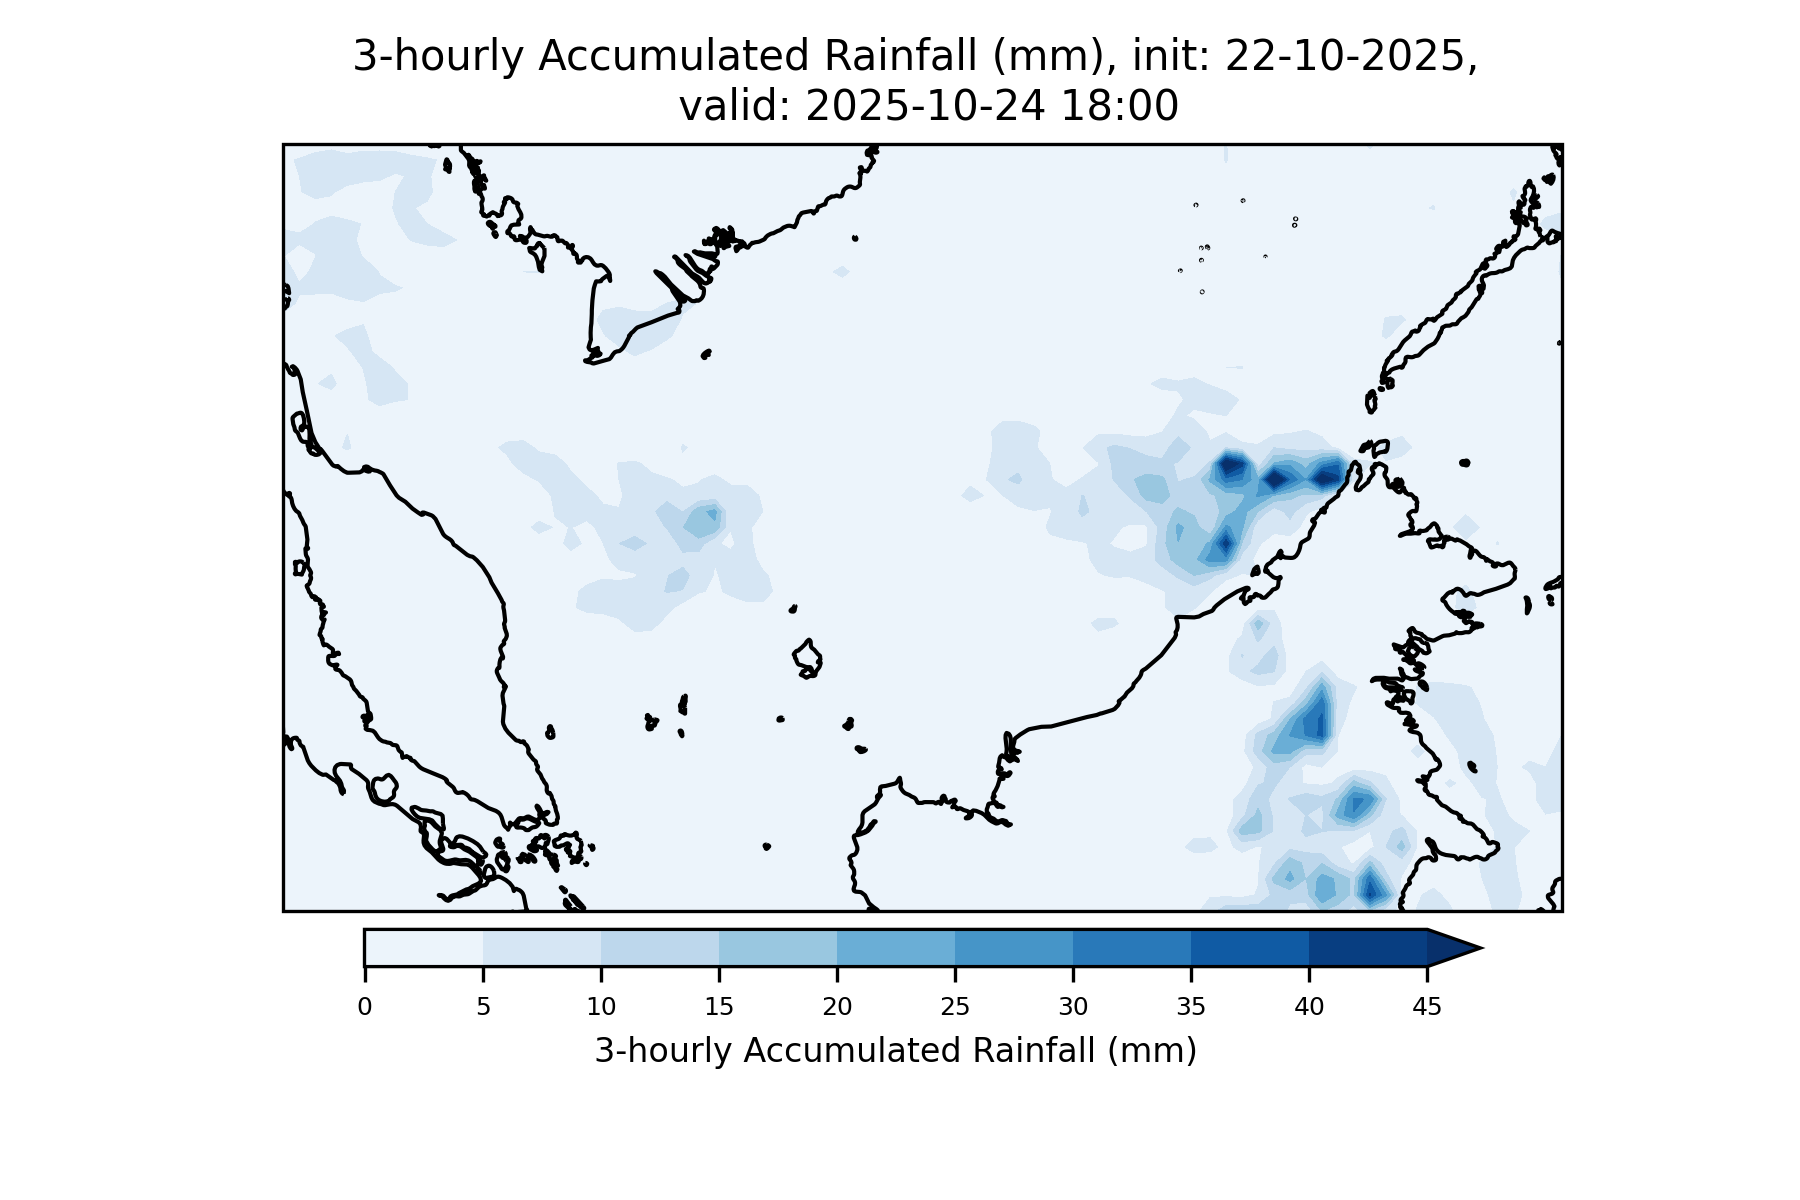 3-hourly Accumulated Rainfall (mm), init: 22-10-2025,
valid: 2025-10-24 18:00
0 5 10 15 20 25 30 35 40 45
3-hourly Accumulated Rainfall (mm)